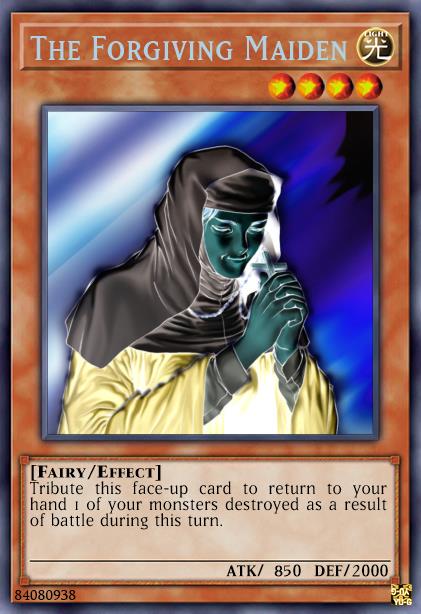 The Forgiving Maiden
LIGHT
光
[Fairy/Effect]
Tribute this face-up card to return to your
hand 1 of your monsters destroyed as a result
of battle during this turn.
ATK/ 850 DEF/2000
84080938